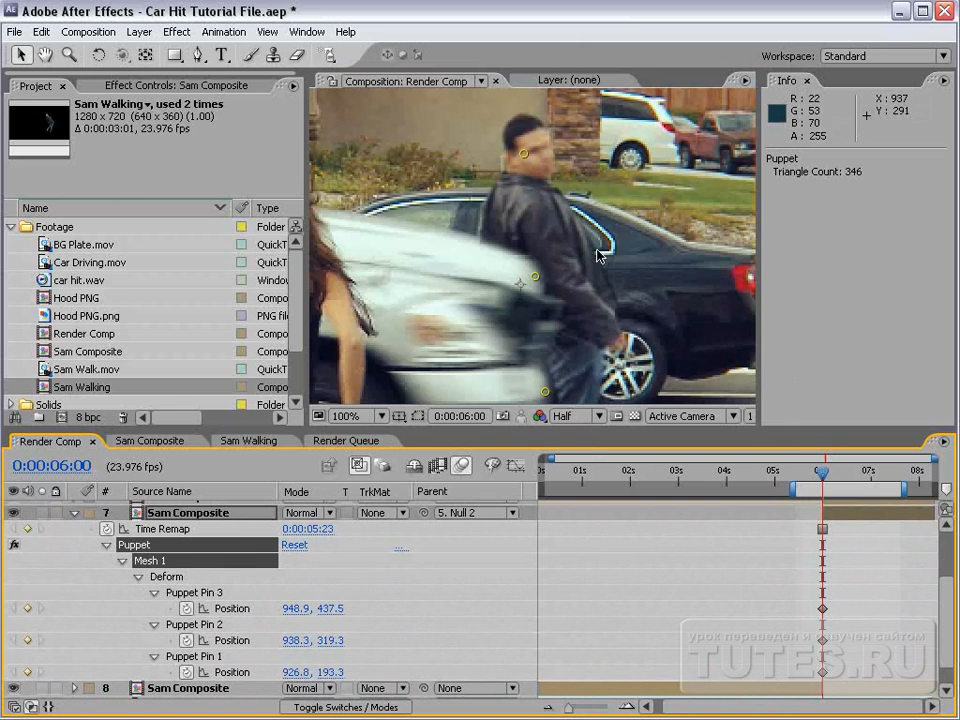 Adobe After Effects - Car Hit Tutorial File.aep *
File Edit Composition Layer Effect Animation View Window Help
Workspace: Standard
Project × Effect Controls: Sam Composite
Composition: Render Comp × Layer: (none)
Info ×
Sam Walking, used 2 times
1280 x 720 (640 x 360) (1.00)
Δ 0:00:03:01, 23.976 fps
R : 22
G : 53
B : 70
A : 255
X : 937
Y : 291
Puppet
Triangle Count: 346
Name Type
Footage Folder
BG Plate.mov QuickT
Car Driving.mov QuickT
car hit.wav Window
Hood PNG Compo
Hood PNG.png PNG fil
Render Comp Compo
Sam Composite Compo
Sam Walk.mov QuickT
Sam Walking Compo
Solids Folder
8 bpc
100% 0:00:06:00 Half Active Camera 1
Render Comp × Sam Composite Sam Walking Render Queue
0:00:06:00 (23.976 fps)
0s 01s 02s 03s 04s 05s 07s 08s
# Source Name Mode T TrkMat Parent
7 Sam Composite Normal None 5. Null 2
Time Remap 0:00:05:23
fx Puppet Reset ...
Mesh 1
Deform
Puppet Pin 3
Position 948.9, 437.5
Puppet Pin 2
Position 938.3, 319.3
Puppet Pin 1
Position 926.8, 193.3
8 Sam Composite Normal None None
Toggle Switches / Modes
урок переведен и озвучен сайтом
TUTES.RU